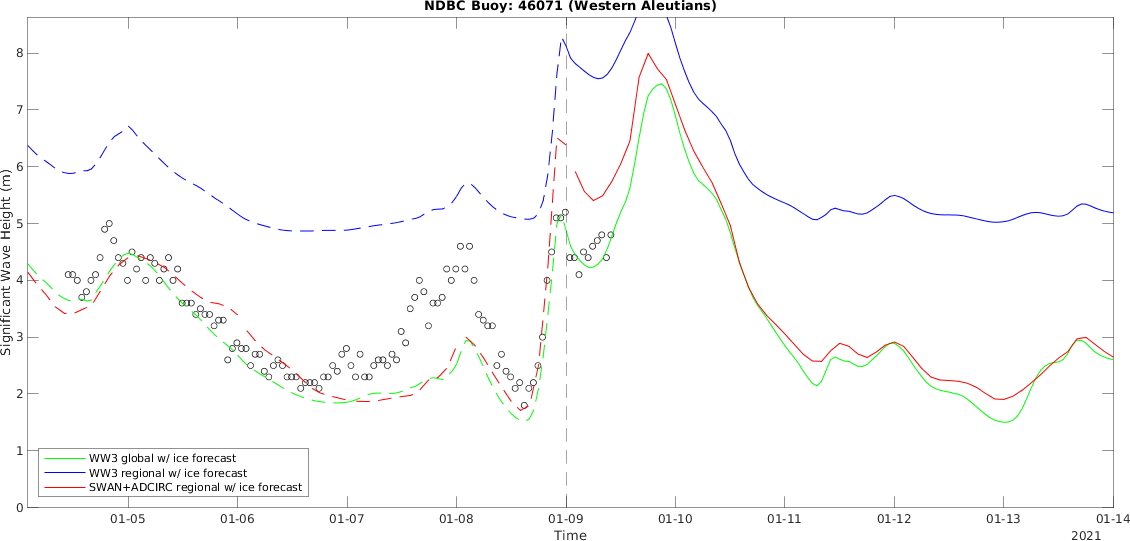 NDBC Buoy: 46071 (Western Aleutians)
Significant Wave Height (m)
8
7
6
5
4
3
2
1
0
WW3 global w/ ice forecast
WW3 regional w/ ice forecast
SWAN+ADCIRC regional w/ ice forecast
01-05 01-06 01-07 01-08 01-09 01-10 01-11 01-12 01-13 01-14
Time
2021